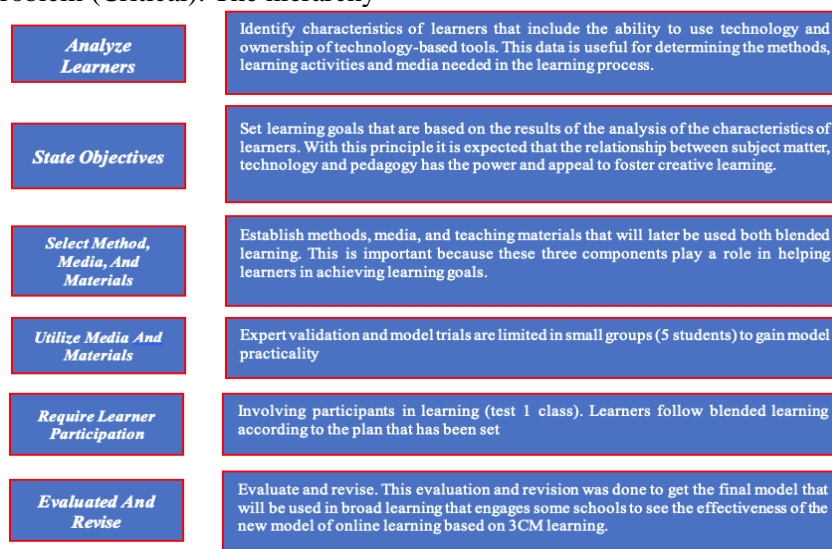 roblem (Critical). The hierarchy
Analyze
Learners
Identify characteristics of learners that include the ability to use technology and
ownership of technology-based tools. This data is useful for determining the methods,
learning activities and media needed in the learning process.
State Objectives
Set learning goals that are based on the results of the analysis of the characteristics of
learners. With this principle it is expected that the relationship between subject matter,
technology and pedagogy has the power and appeal to foster creative learning.
Select Method,
Media, And
Materials
Establish methods, media, and teaching materials that will later be used both blended
learning. This is important because these three components play a role in helping
learners in achieving learning goals.
Utilize Media And
Materials
Expert validation and model trials are limited in small groups (5 students) to gain model
practicality
Require Learner
Participation
Involving participants in learning (test 1 class). Learners follow blended learning
according to the plan that has been set
Evaluated And
Revise
Evaluate and revise. This evaluation and revision was done to get the final model that
will be used in broad learning that engages some schools to see the effectiveness of the
new model of online learning based on 3CM learning.